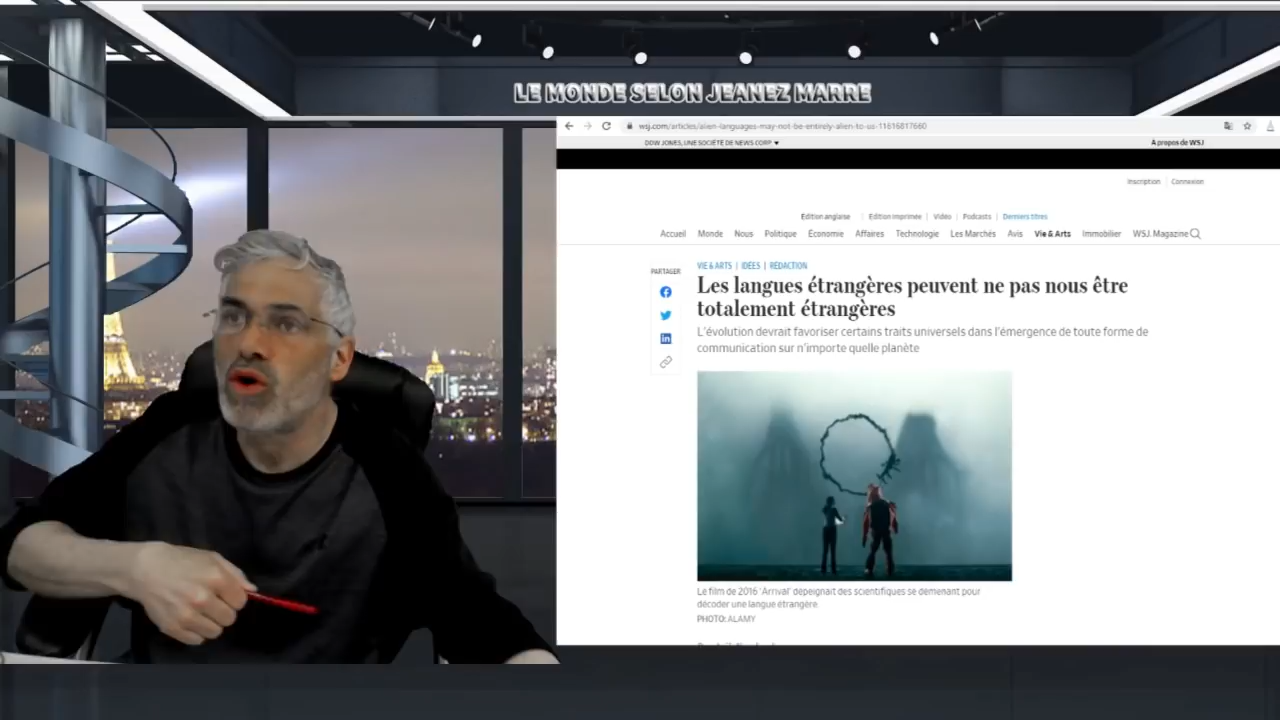 LE MONDE SELON JEANEZ MARRE
wsj.com/articles/alien-languages-may-not-be-entirely-alien-to-us-11616817660
DOW JONES, UNE SOCIÉTÉ DE NEWS CORP
À propos de WSJ
Inscription | Connexion
Édition anglaise | Édition imprimée | Vidéo | Podcasts | Derniers titres
Accueil Monde Nous Politique Économie Affaires Technologie Les Marchés Avis Vie & Arts Immobilier WSJ. Magazine
PARTAGER
VIE & ARTS | IDÉES | RÉDACTION
Les langues étrangères peuvent ne pas nous être
totalement étrangères
L'évolution devrait favoriser certains traits universels dans l'émergence de toute forme de
communication sur n'importe quelle planète
Le film de 2016 'Arrival' dépeignait des scientifiques se démenant pour
décoder une langue étrangère.
PHOTO: ALAMY